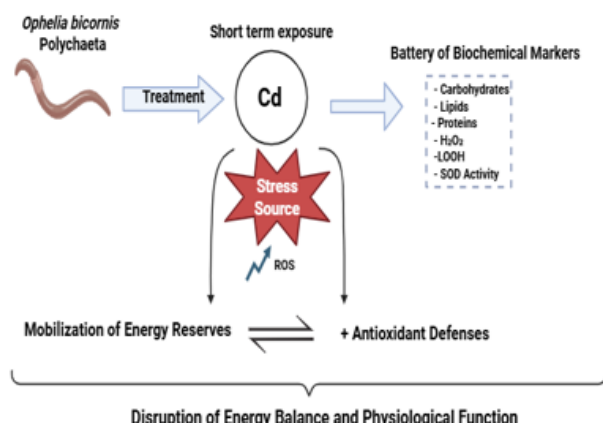 Ophelia bicornis
Polychaeta
Short term exposure
Battery of Biochemical Markers
Treatment
Cd
- Carbohydrates
- Lipids
- Proteins
- H₂O₂
-LOOH
- SOD Activity
Stress
Source
ROS
Mobilization of Energy Reserves
+ Antioxidant Defenses
Disruption of Energy Balance and Physiological Function